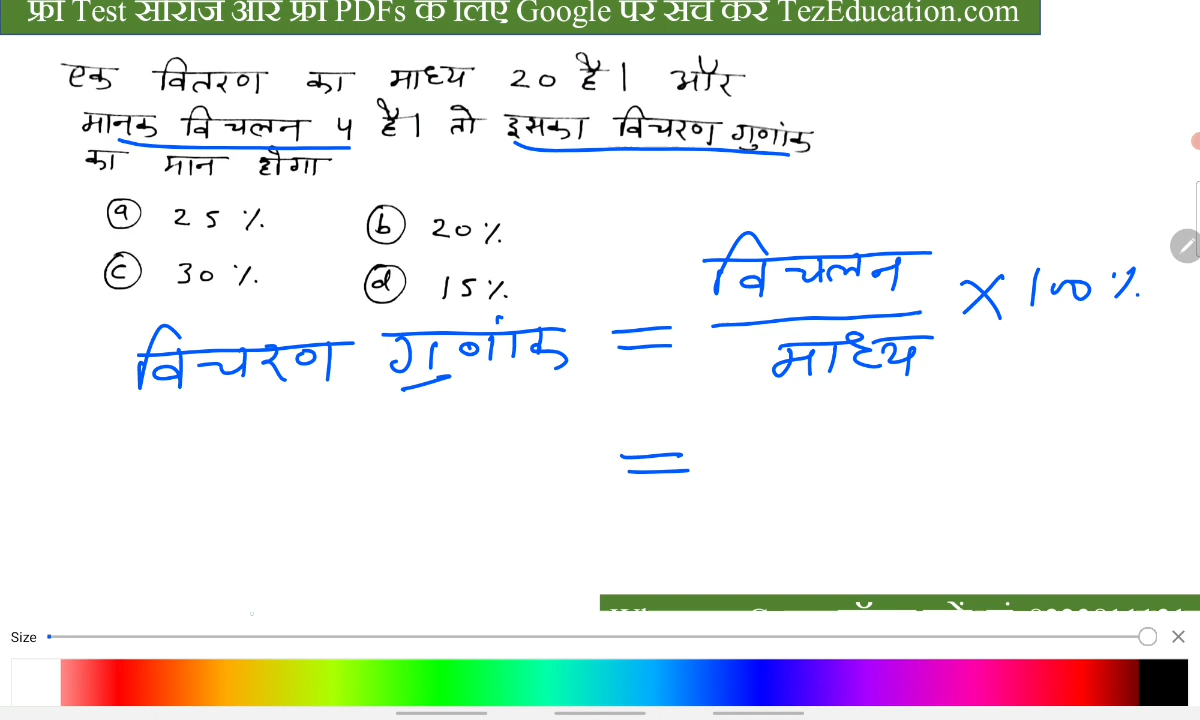 फ्री Test सीरीज और फ्री PDFs के लिए Google पर सर्च करें TezEducation.com
एक वितरण का माध्य 20 है। और
मानक विचलन 4 है। तो इसका विचरण गुणांक
का मान होगा
(a) 25 % (b) 20 %
(c) 30 % (d) 15 %
विचरण गुणांक = विचलन / माध्य × 100 %
=
Size